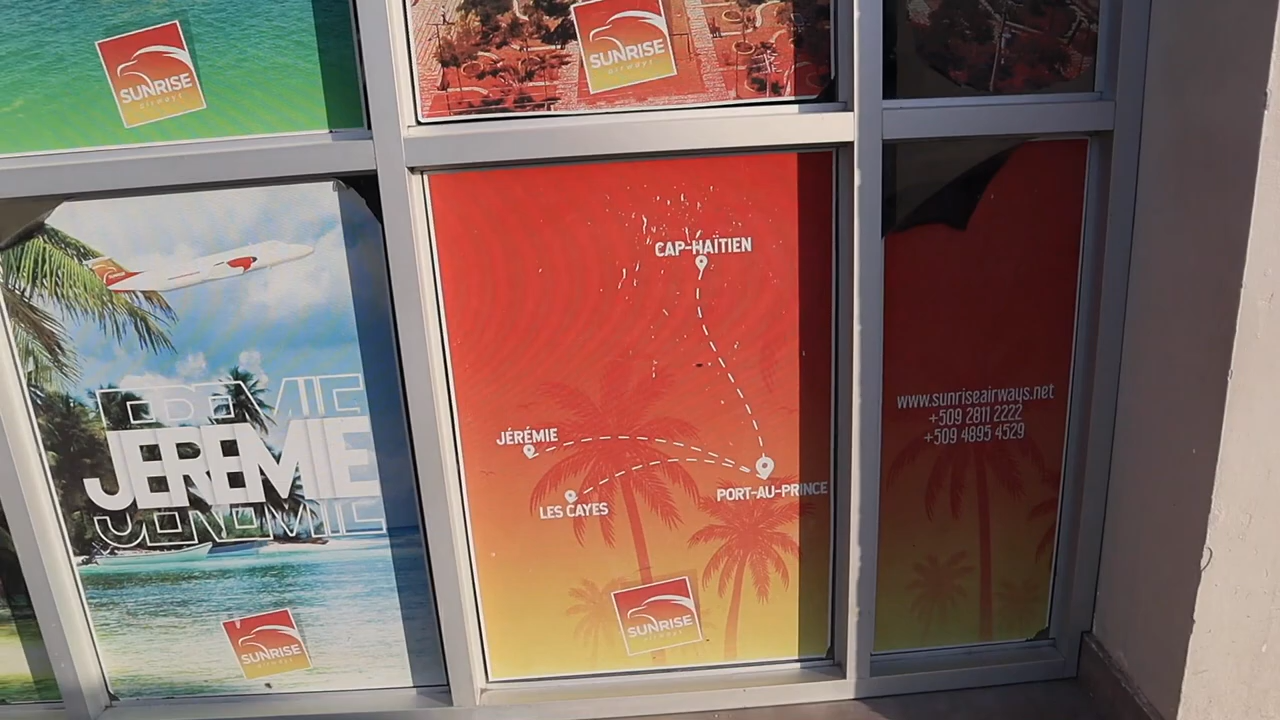 SUNRISE
airways
SUNRISE
airways
JEREMIE
JEREMIE
JEREMIE
SUNRISE
airways
CAP-HAÏTIEN
JÉRÉMIE
LES CAYES
PORT-AU-PRINCE
SUNRISE
airways
www.sunriseairways.net
+509 2811 2222
+509 4895 4529